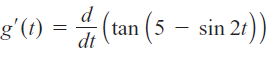 g′(t) = d/dt (tan (5 − sin 2t))